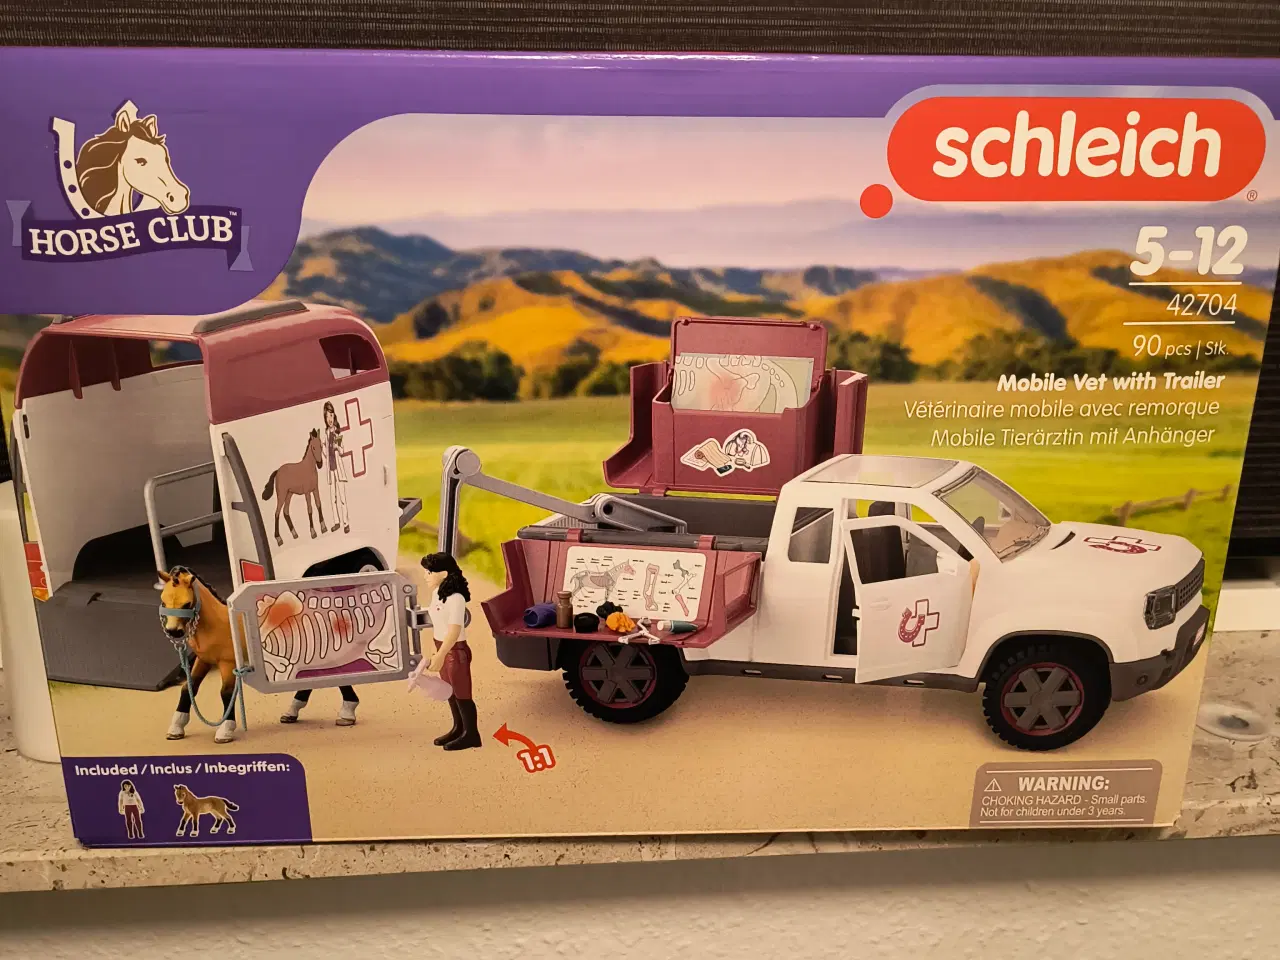 HORSE CLUB™
schleich®
5-12
42704
90 pcs | Stk.
Mobile Vet with Trailer
Vétérinaire mobile avec remorque
Mobile Tierärztin mit Anhänger
1:1
Included / Inclus / Inbegriffen:
WARNING:
CHOKING HAZARD - Small parts.
Not for children under 3 years.